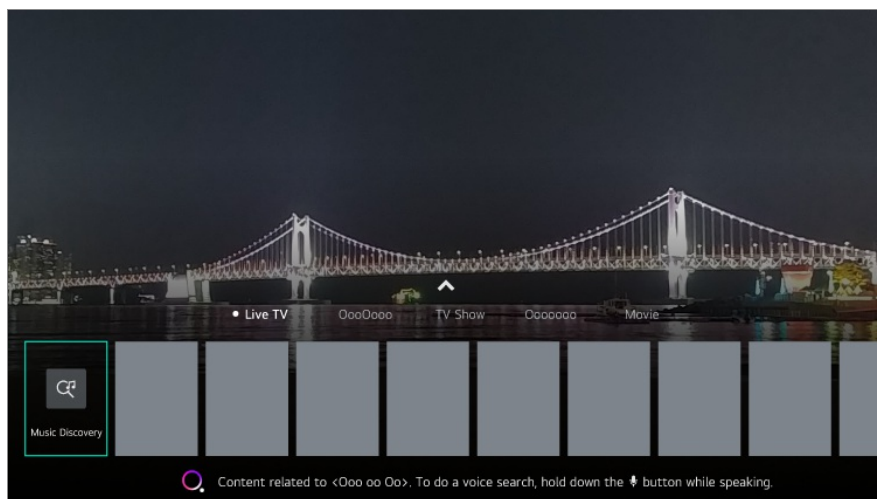 Live TV
OooOooo
TV Show
Ooooooo
Movie
Music Discovery
Content related to <Ooo oo Oo>. To do a voice search, hold down the button while speaking.